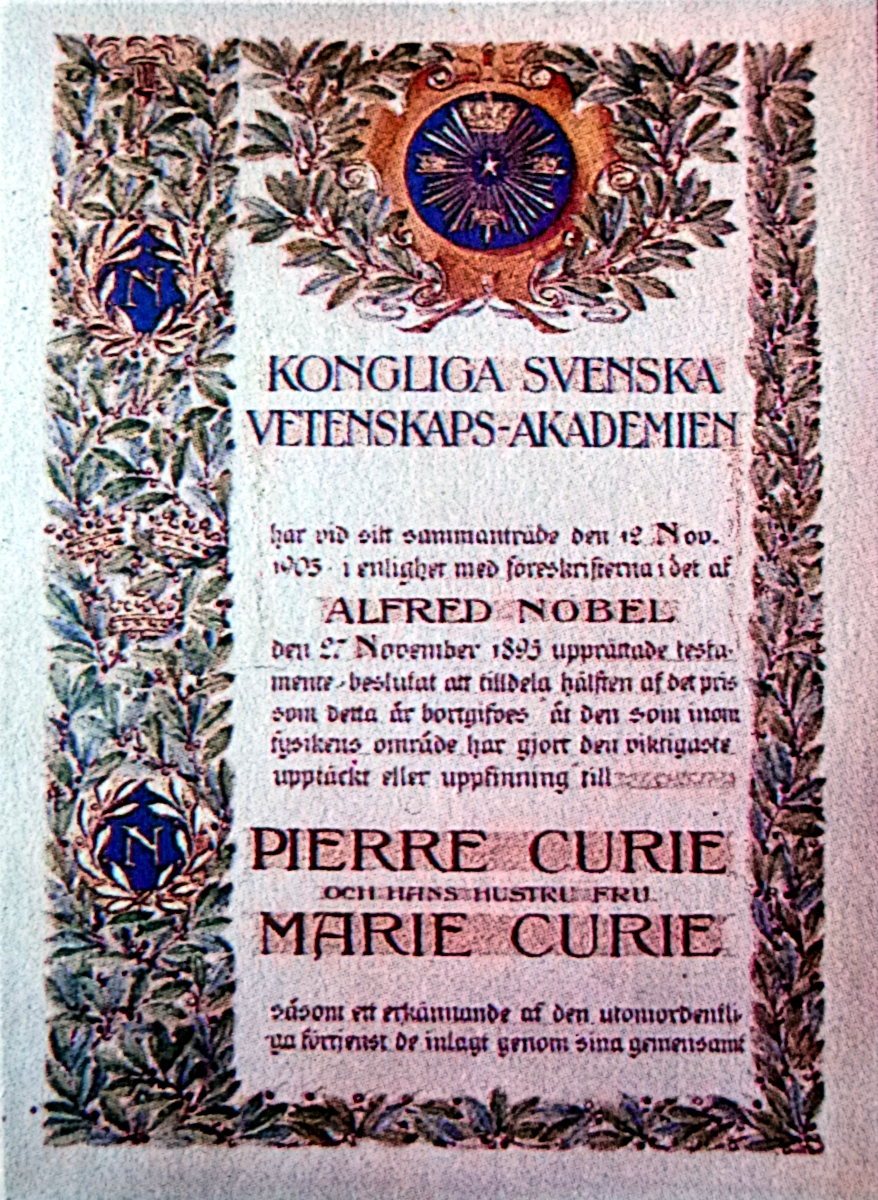 N
KONGLIGA SVENSKA
VETENSKAPS-AKADEMIEN
har vid sitt sammanträde den 12 Nov.
1903 · i enlighet med föreskrifterna i det af
ALFRED NOBEL
den 27 November 1895 upprättade testa-
mente · beslutat att tilldela hälften af det pris
som detta år bortgifves "åt den som inom
fysikens område har gjort den viktigaste
upptäckt eller uppfinning" till
N
PIERRE CURIE
OCH HANS HUSTRU FRU
MARIE CURIE
såsom ett erkännande af den utomordentli-
ga förtjenst de inlagt genom sina gemensamt